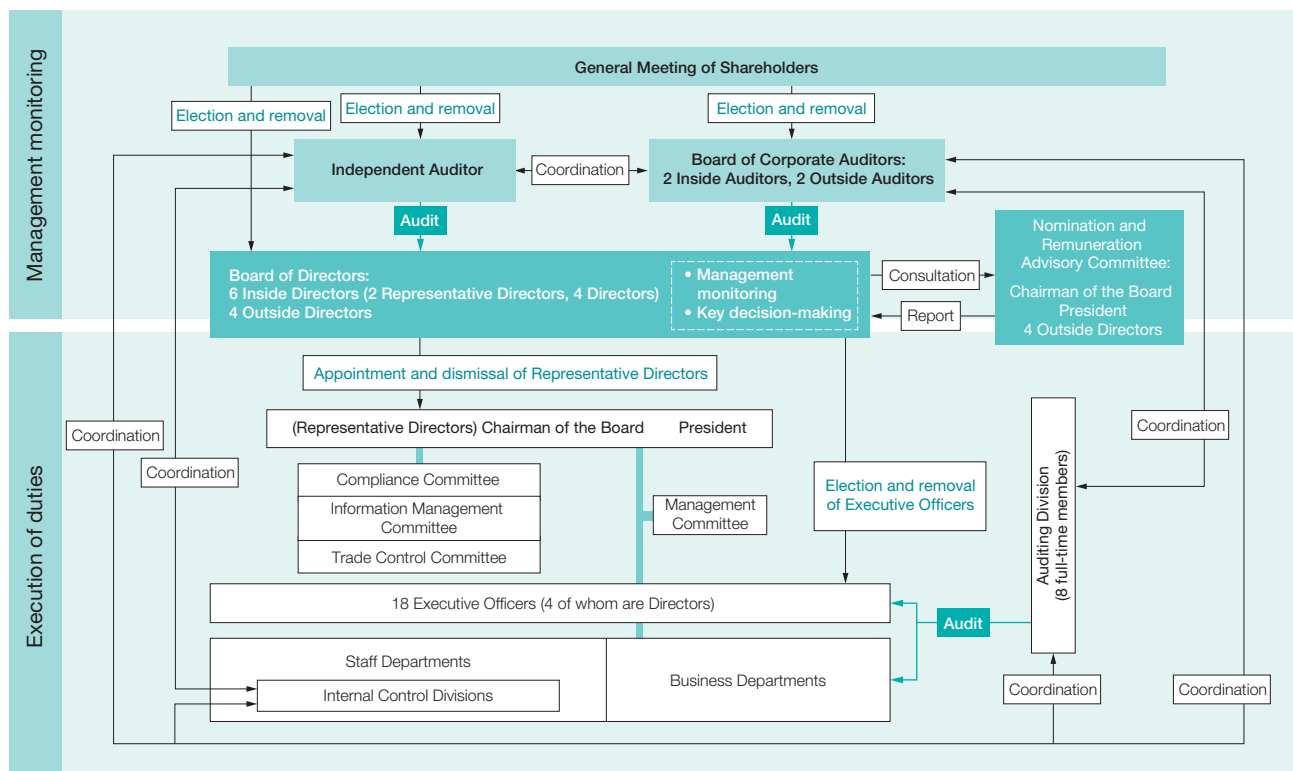 Management monitoring
General Meeting of Shareholders
Election and removal
Election and removal
Election and removal
Independent Auditor
Coordination
Board of Corporate Auditors:
2 Inside Auditors, 2 Outside Auditors
Audit
Audit
Board of Directors:
6 Inside Directors (2 Representative Directors, 4 Directors)
4 Outside Directors
• Management
monitoring
• Key decision-making
Consultation
Report
Nomination and
Remuneration
Advisory Committee:
Chairman of the Board
President
4 Outside Directors
Execution of duties
Appointment and dismissal of Representative Directors
(Representative Directors) Chairman of the Board President
Coordination
Coordination
Compliance Committee
Information Management
Committee
Trade Control Committee
Management
Committee
Election and removal
of Executive Officers
Auditing Division
(8 full-time members)
Coordination
18 Executive Officers (4 of whom are Directors)
Audit
Staff Departments
Internal Control Divisions
Business Departments
Coordination
Coordination